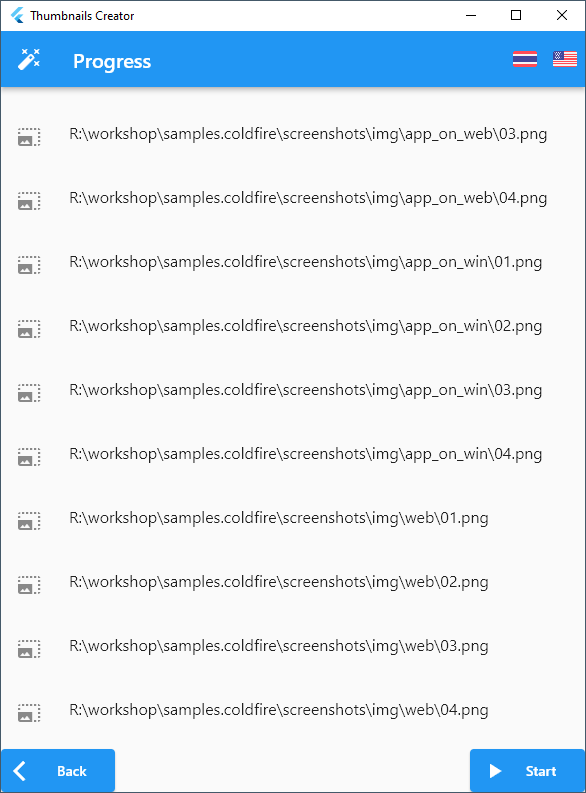 Thumbnails Creator
Progress
R:\workshop\samples.coldfire\screenshots\img\app_on_web\03.png
R:\workshop\samples.coldfire\screenshots\img\app_on_web\04.png
R:\workshop\samples.coldfire\screenshots\img\app_on_win\01.png
R:\workshop\samples.coldfire\screenshots\img\app_on_win\02.png
R:\workshop\samples.coldfire\screenshots\img\app_on_win\03.png
R:\workshop\samples.coldfire\screenshots\img\app_on_win\04.png
R:\workshop\samples.coldfire\screenshots\img\web\01.png
R:\workshop\samples.coldfire\screenshots\img\web\02.png
R:\workshop\samples.coldfire\screenshots\img\web\03.png
R:\workshop\samples.coldfire\screenshots\img\web\04.png
Back
Start